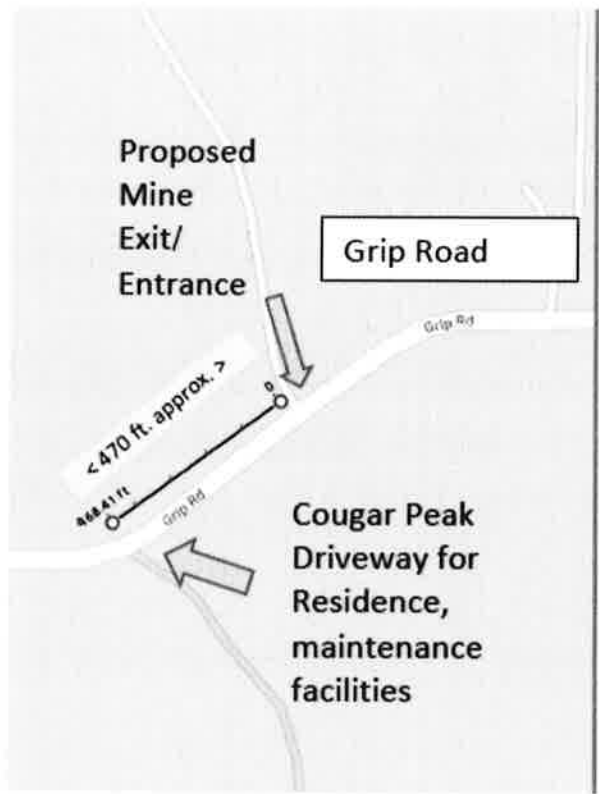 Proposed
Mine
Exit/
Entrance
Grip Road
Grip Rd
< 470 ft. approx. >
0
468.41 ft
Grip Rd
Cougar Peak
Driveway for
Residence,
maintenance
facilities